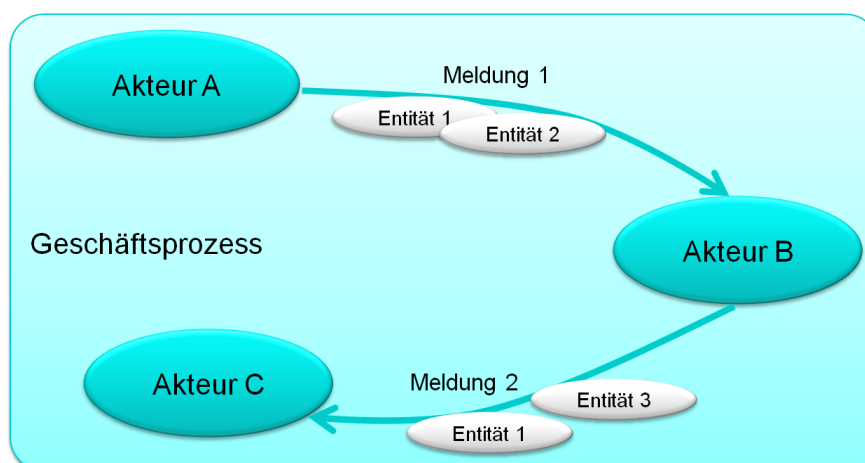 Akteur A
Meldung 1
Entität 1
Entität 2
Geschäftsprozess
Akteur B
Akteur C
Meldung 2
Entität 3
Entität 1